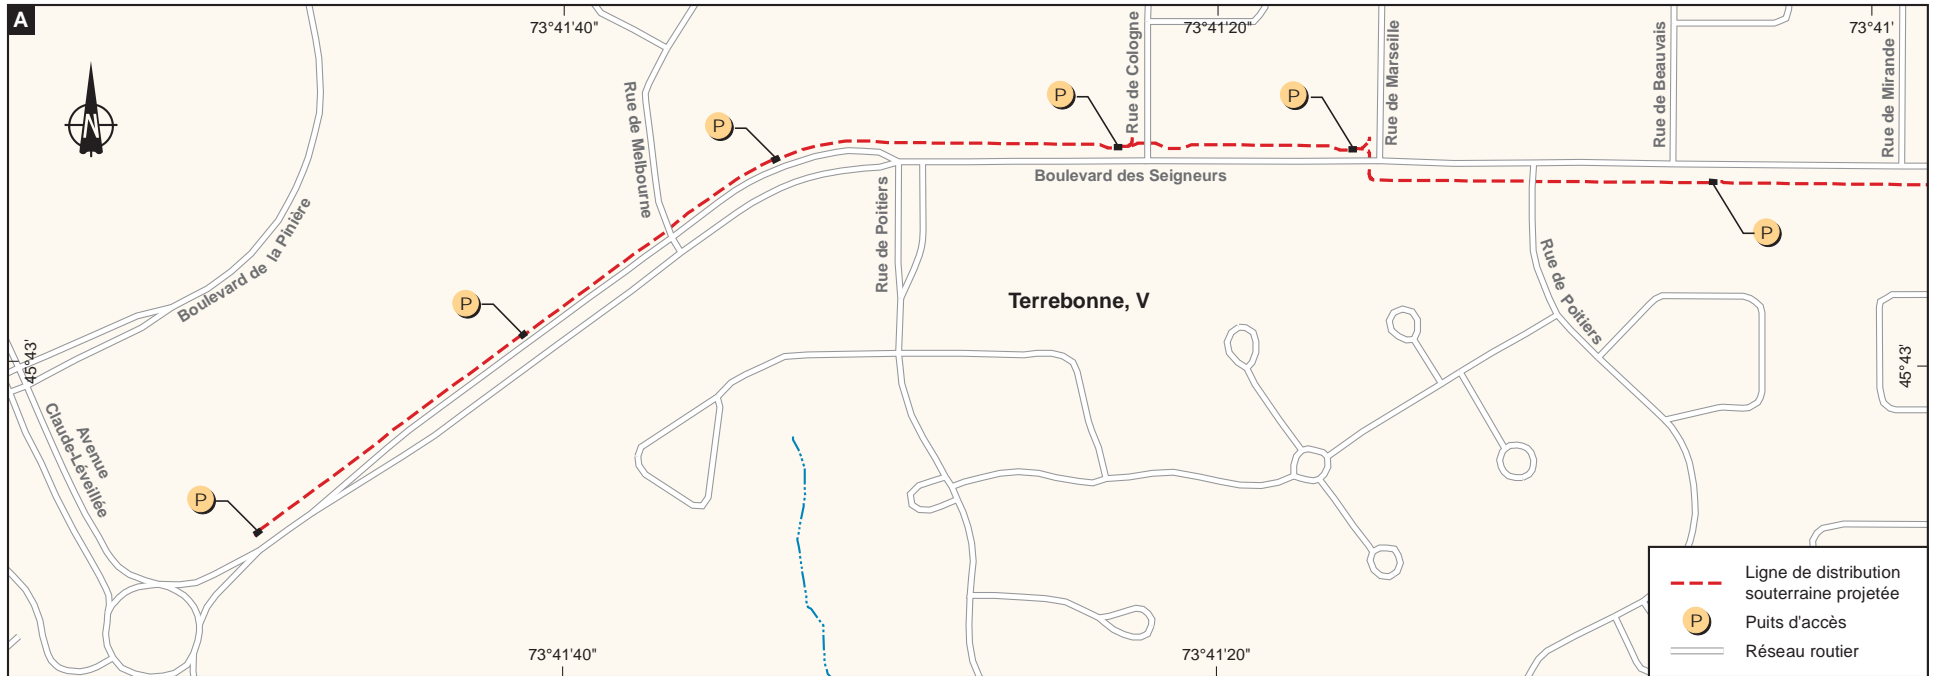 A
73°41'40"
73°41'20"
73°41'
Rue de Cologne
Rue de Marseille
Rue de Beauvais
Rue de Mirande
Rue de Melbourne
N
P
P
P
P
P
P
Boulevard des Seigneurs
Rue de Poitiers
Rue de Poitiers
Boulevard de la Pinière
Terrebonne, V
45°43'
45°43'
Avenue
Claude-Léveillée
73°41'40"
73°41'20"
Ligne de distribution
souterraine projetée
P
Puits d'accès
Réseau routier